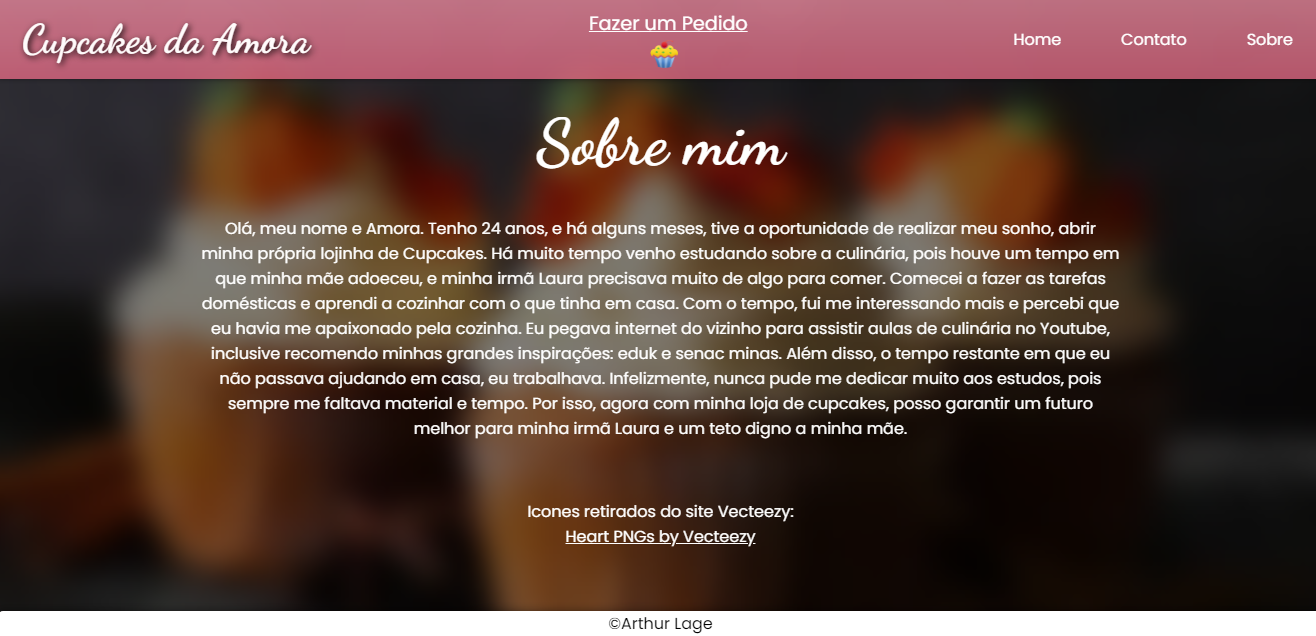 Cupcakes da Amora
Fazer um Pedido
Home
Contato
Sobre
Sobre mim
Olá, meu nome e Amora. Tenho 24 anos, e há alguns meses, tive a oportunidade de realizar meu sonho, abrir
minha própria lojinha de Cupcakes. Há muito tempo venho estudando sobre a culinária, pois houve um tempo em
que minha mãe adoeceu, e minha irmã Laura precisava muito de algo para comer. Comecei a fazer as tarefas
domésticas e aprendi a cozinhar com o que tinha em casa. Com o tempo, fui me interessando mais e percebi que
eu havia me apaixonado pela cozinha. Eu pegava internet do vizinho para assistir aulas de culinária no Youtube,
inclusive recomendo minhas grandes inspirações: eduk e senac minas. Além disso, o tempo restante em que eu
não passava ajudando em casa, eu trabalhava. Infelizmente, nunca pude me dedicar muito aos estudos, pois
sempre me faltava material e tempo. Por isso, agora com minha loja de cupcakes, posso garantir um futuro
melhor para minha irmã Laura e um teto digno a minha mãe.
Icones retirados do site Vecteezy:
Heart PNGs by Vecteezy
©Arthur Lage